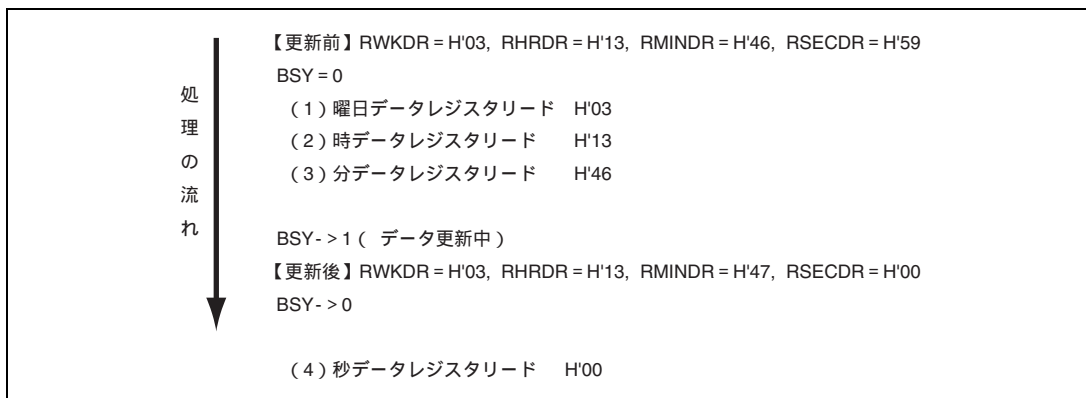 処理の流れ
【更新前】RWKDR = H'03, RHRDR = H'13, RMINDR = H'46, RSECDR = H'59
BSY = 0
（1）曜日データレジスタリード　H'03
（2）時データレジスタリード　H'13
（3）分データレジスタリード　H'46
BSY - > 1（ データ更新中）
【更新後】RWKDR = H'03, RHRDR = H'13, RMINDR = H'47, RSECDR = H'00
BSY - > 0
（4）秒データレジスタリード　H'00